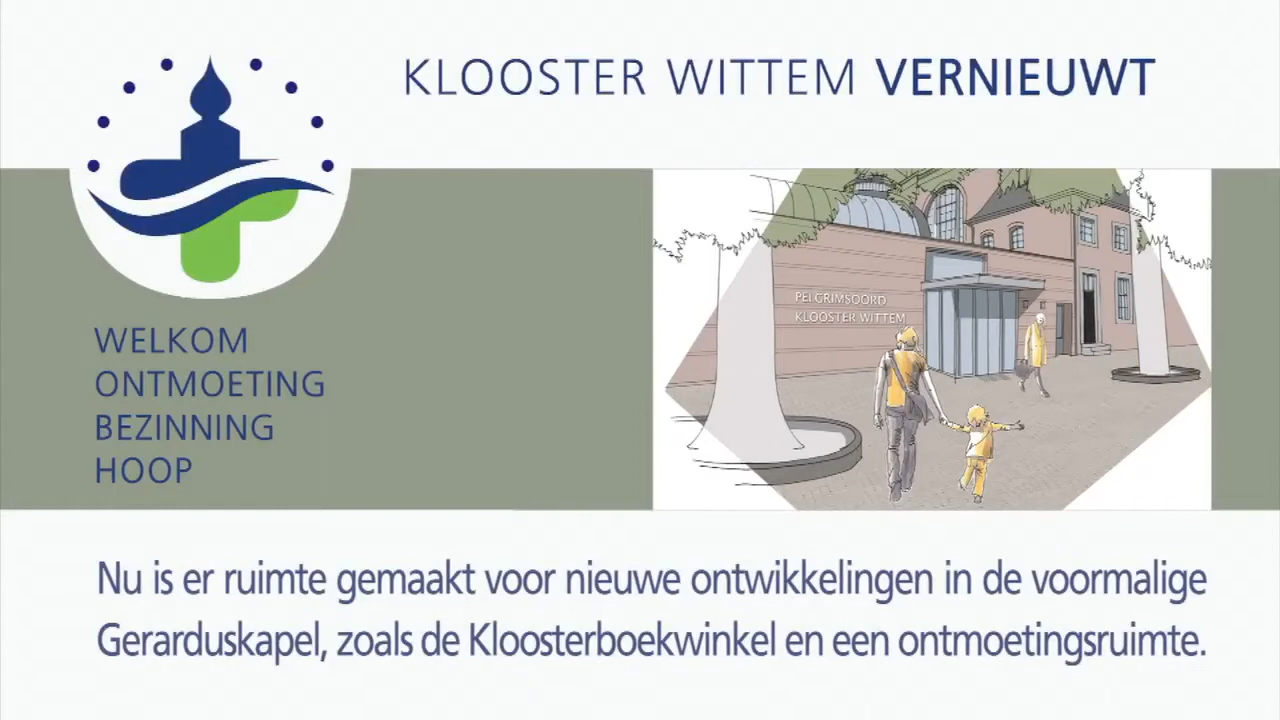 KLOOSTER WITTEM VERNIEUWT
PELGRIMSOORD
KLOOSTER WITTEM
WELKOM
ONTMOETING
BEZINNING
HOOP
Nu is er ruimte gemaakt voor nieuwe ontwikkelingen in de voormalige
Gerarduskapel, zoals de Kloosterboekwinkel en een ontmoetingsruimte.